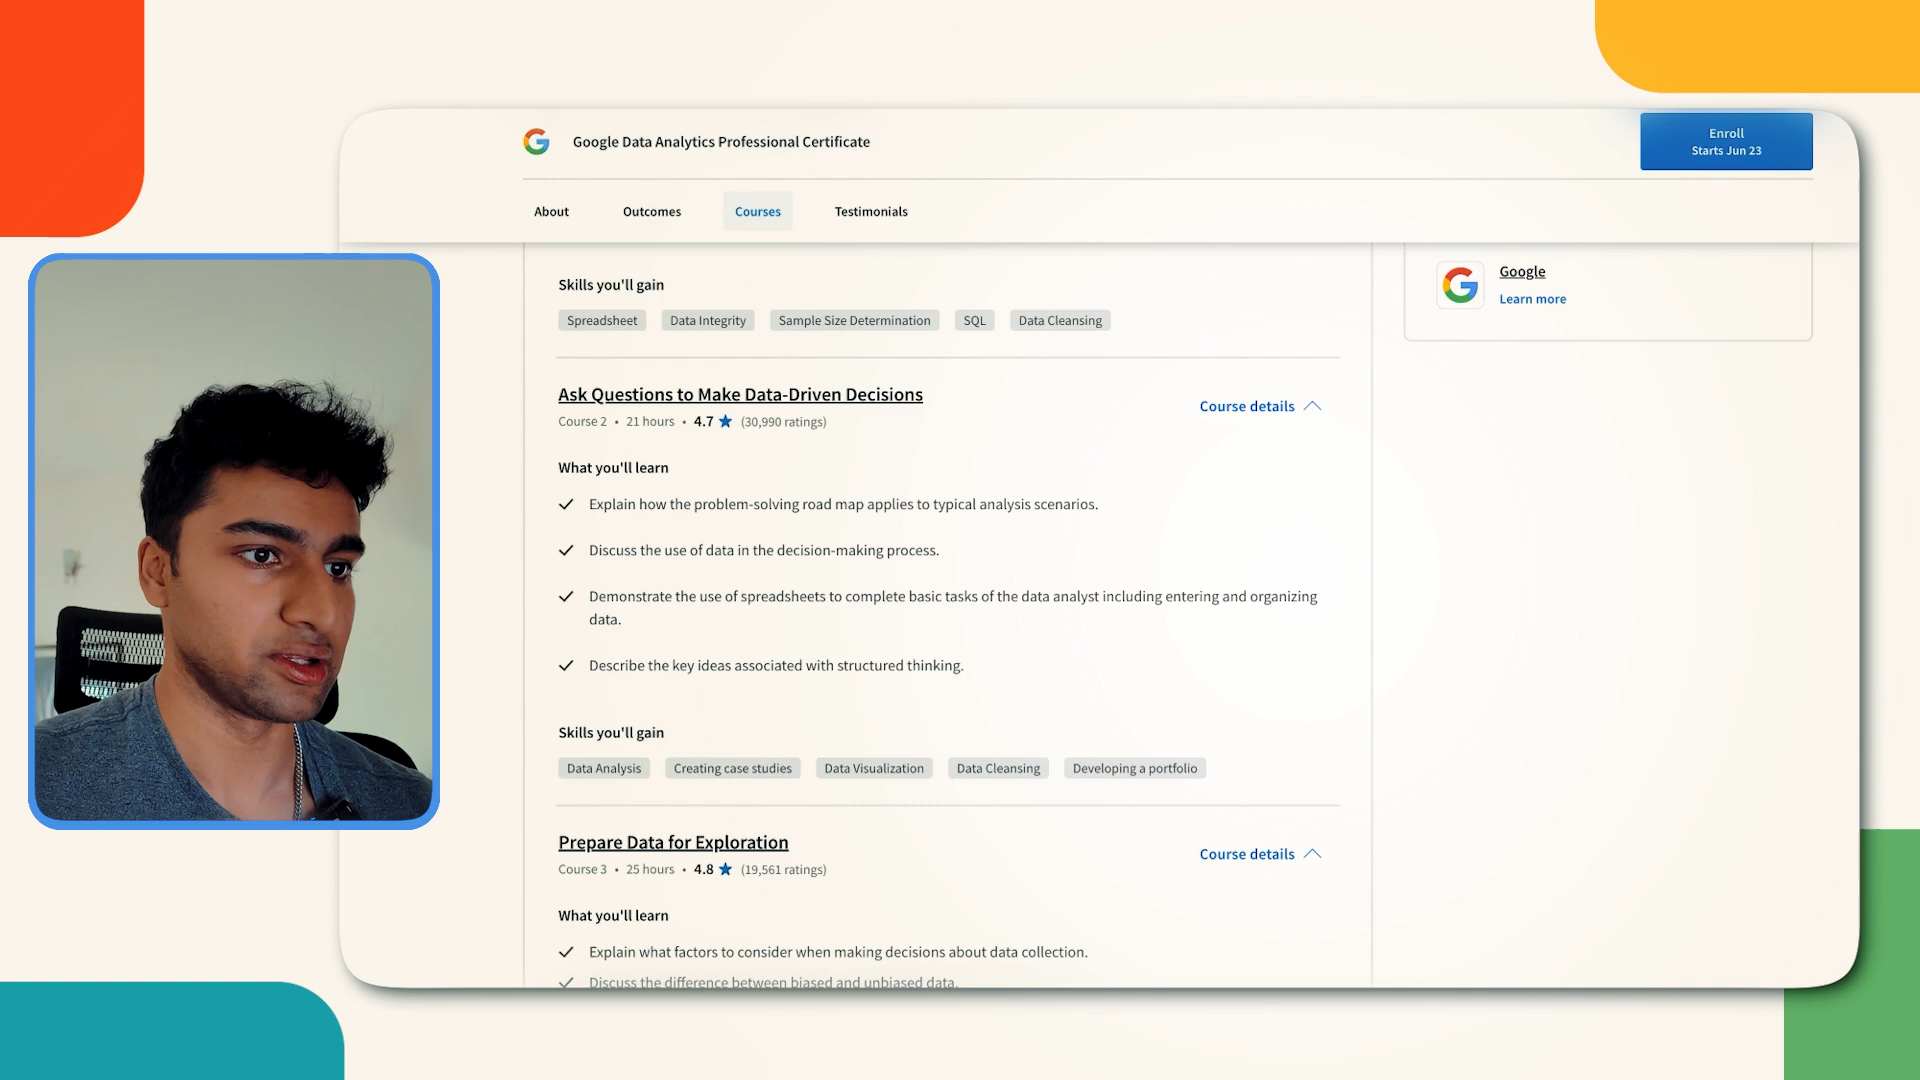 Google Data Analytics Professional Certificate
Enroll
Starts Jun 23
About Outcomes Courses Testimonials
Skills you'll gain
Spreadsheet Data Integrity Sample Size Determination SQL Data Cleansing
Google
Learn more
Ask Questions to Make Data-Driven Decisions
Course 2 • 21 hours • 4.7 ★ (30,990 ratings)
Course details
What you'll learn
Explain how the problem-solving road map applies to typical analysis scenarios.
Discuss the use of data in the decision-making process.
Demonstrate the use of spreadsheets to complete basic tasks of the data analyst including entering and organizing
data.
Describe the key ideas associated with structured thinking.
Skills you'll gain
Data Analysis Creating case studies Data Visualization Data Cleansing Developing a portfolio
Prepare Data for Exploration
Course 3 • 25 hours • 4.8 ★ (19,561 ratings)
Course details
What you'll learn
Explain what factors to consider when making decisions about data collection.
Discuss the difference between biased and unbiased data.